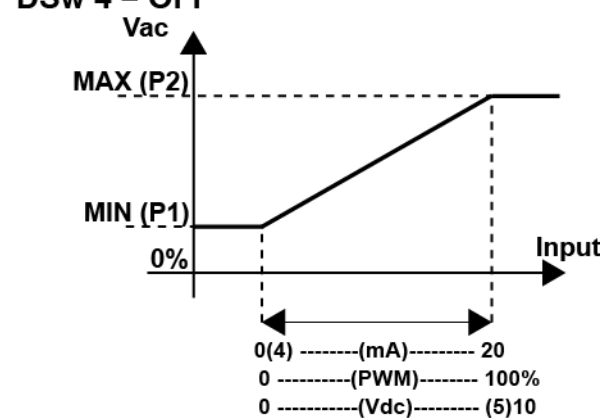 DSw 4 = OFF
Vac
MAX (P2)
MIN (P1)
0%
Input
0(4) --------(mA)--------- 20
0 ----------(PWM)-------- 100%
0 -----------(Vdc) ------- (5)10